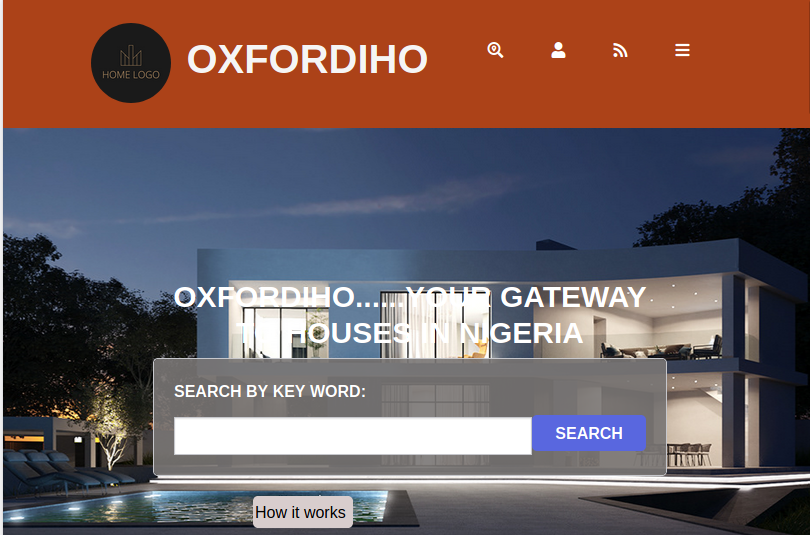 HOME LOGO
OXFORDIHO
OXFORDIHO......YOUR GATEWAY
TO HOUSES IN NIGERIA
SEARCH BY KEY WORD:
SEARCH
How it works